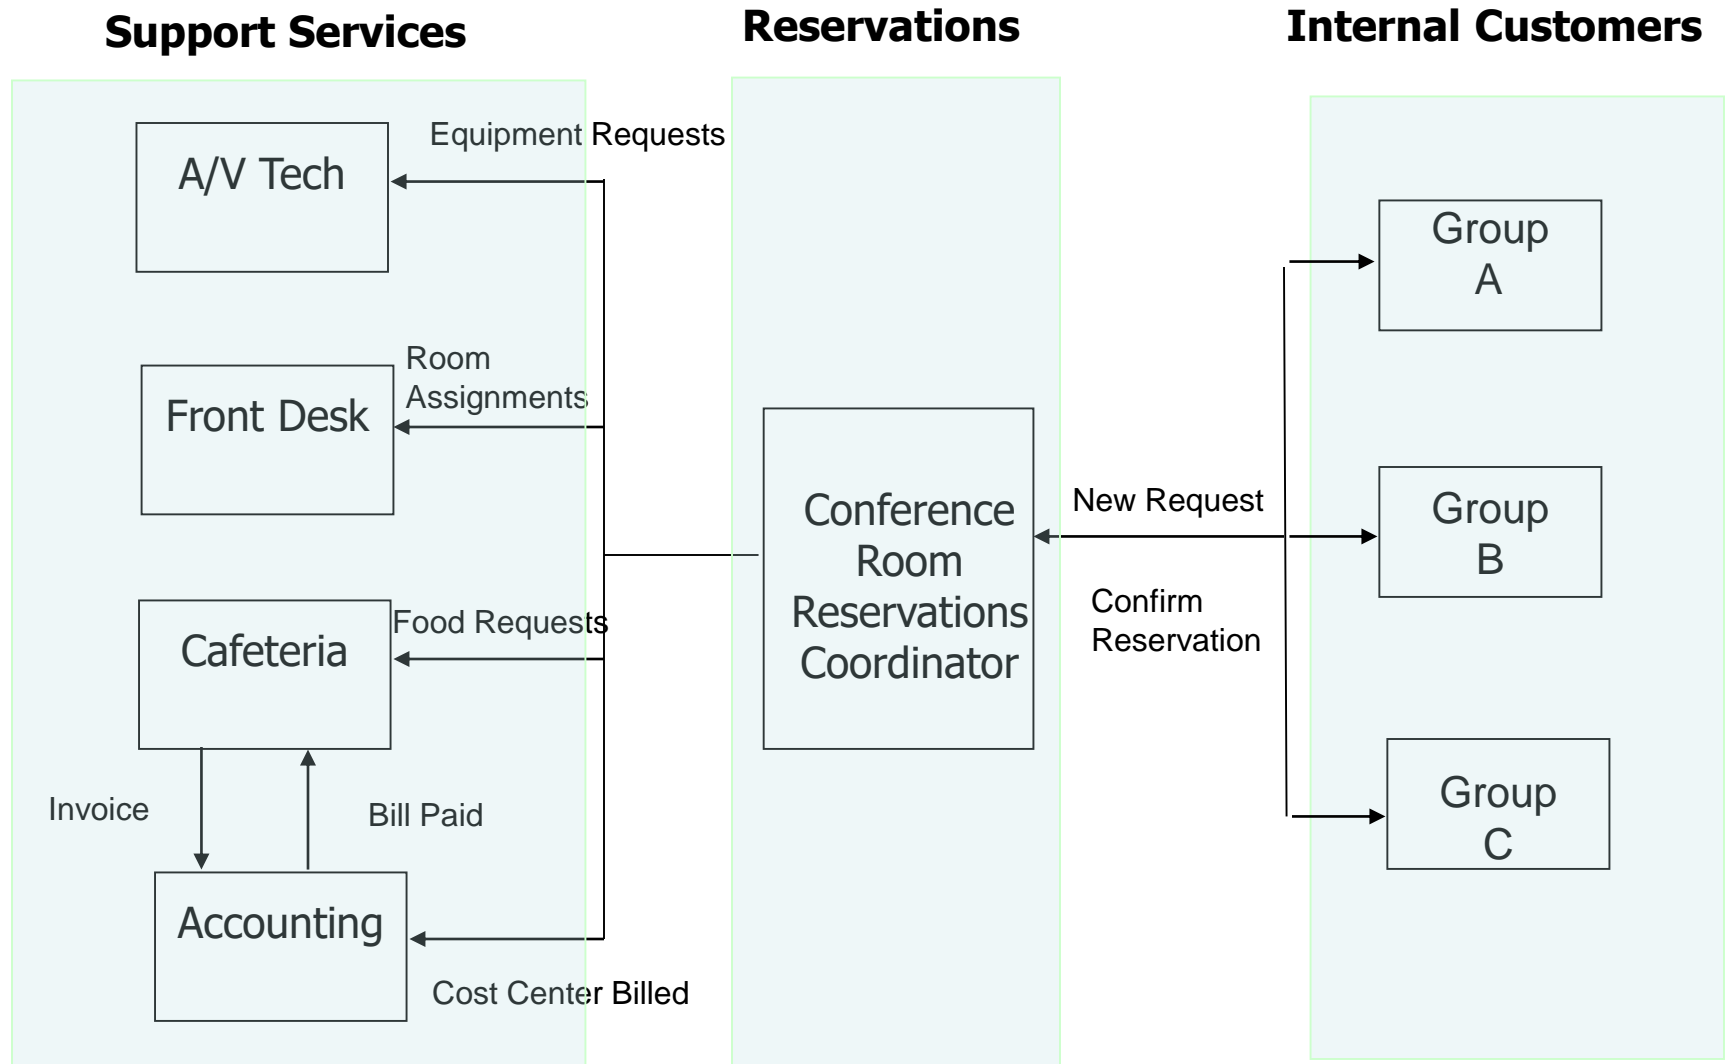 Support Services
Reservations
Internal Customers
A/V Tech
Equipment Requests
Front Desk
Room
Assignments
Cafeteria
Food Requests
Invoice
Bill Paid
Accounting
Cost Center Billed
Conference
Room
Reservations
Coordinator
New Request
Confirm
Reservation
Group
A
Group
B
Group
C